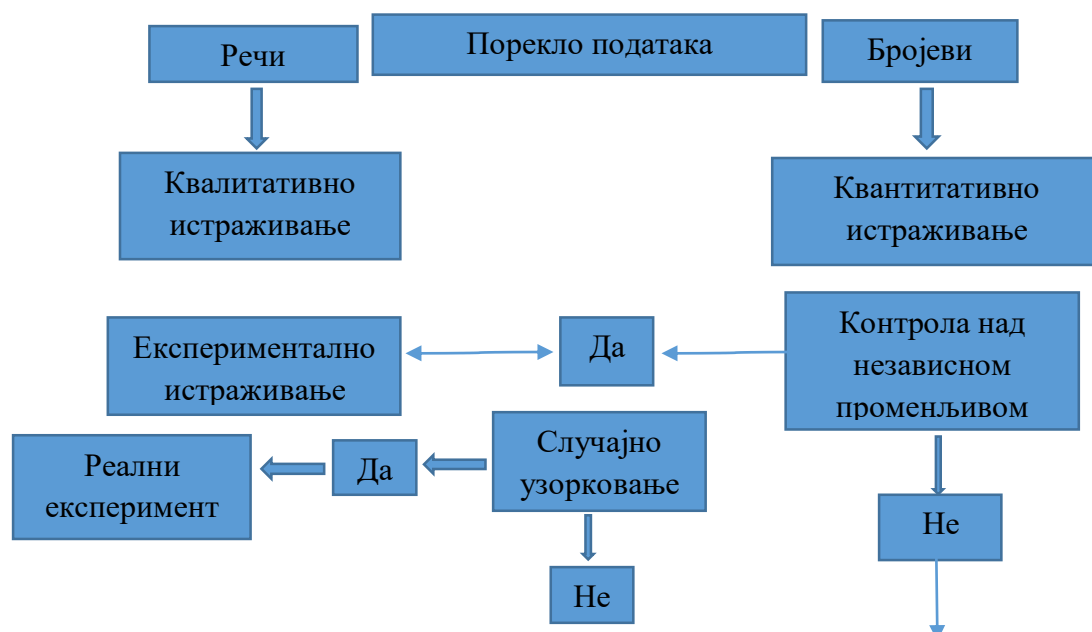 Речи
Порекло података
Бројеви
Квалитативно
истраживање
Квантитативно
истраживање
Експериментално
истраживање
Да
Контрола над
независном
променљивом
Реални
експеримент
Да
Случајно
узорковање
Не
Не